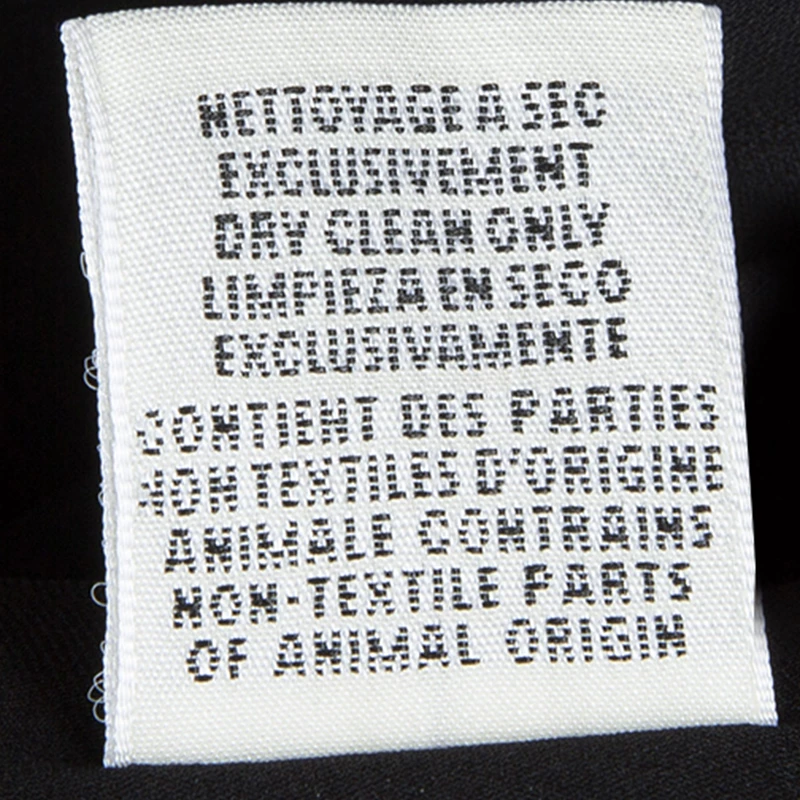 NETTOYAGE A SEC
EXCLUSIVEMENT
DRY CLEAN ONLY
LIMPIEZA EN SECO
EXCLUSIVAMENTE
CONTIENT DES PARTIES
NON TEXTILES D'ORIGINE
ANIMALE CONTRAINS
NON-TEXTILE PARTS
OF ANIMAL ORIGIN